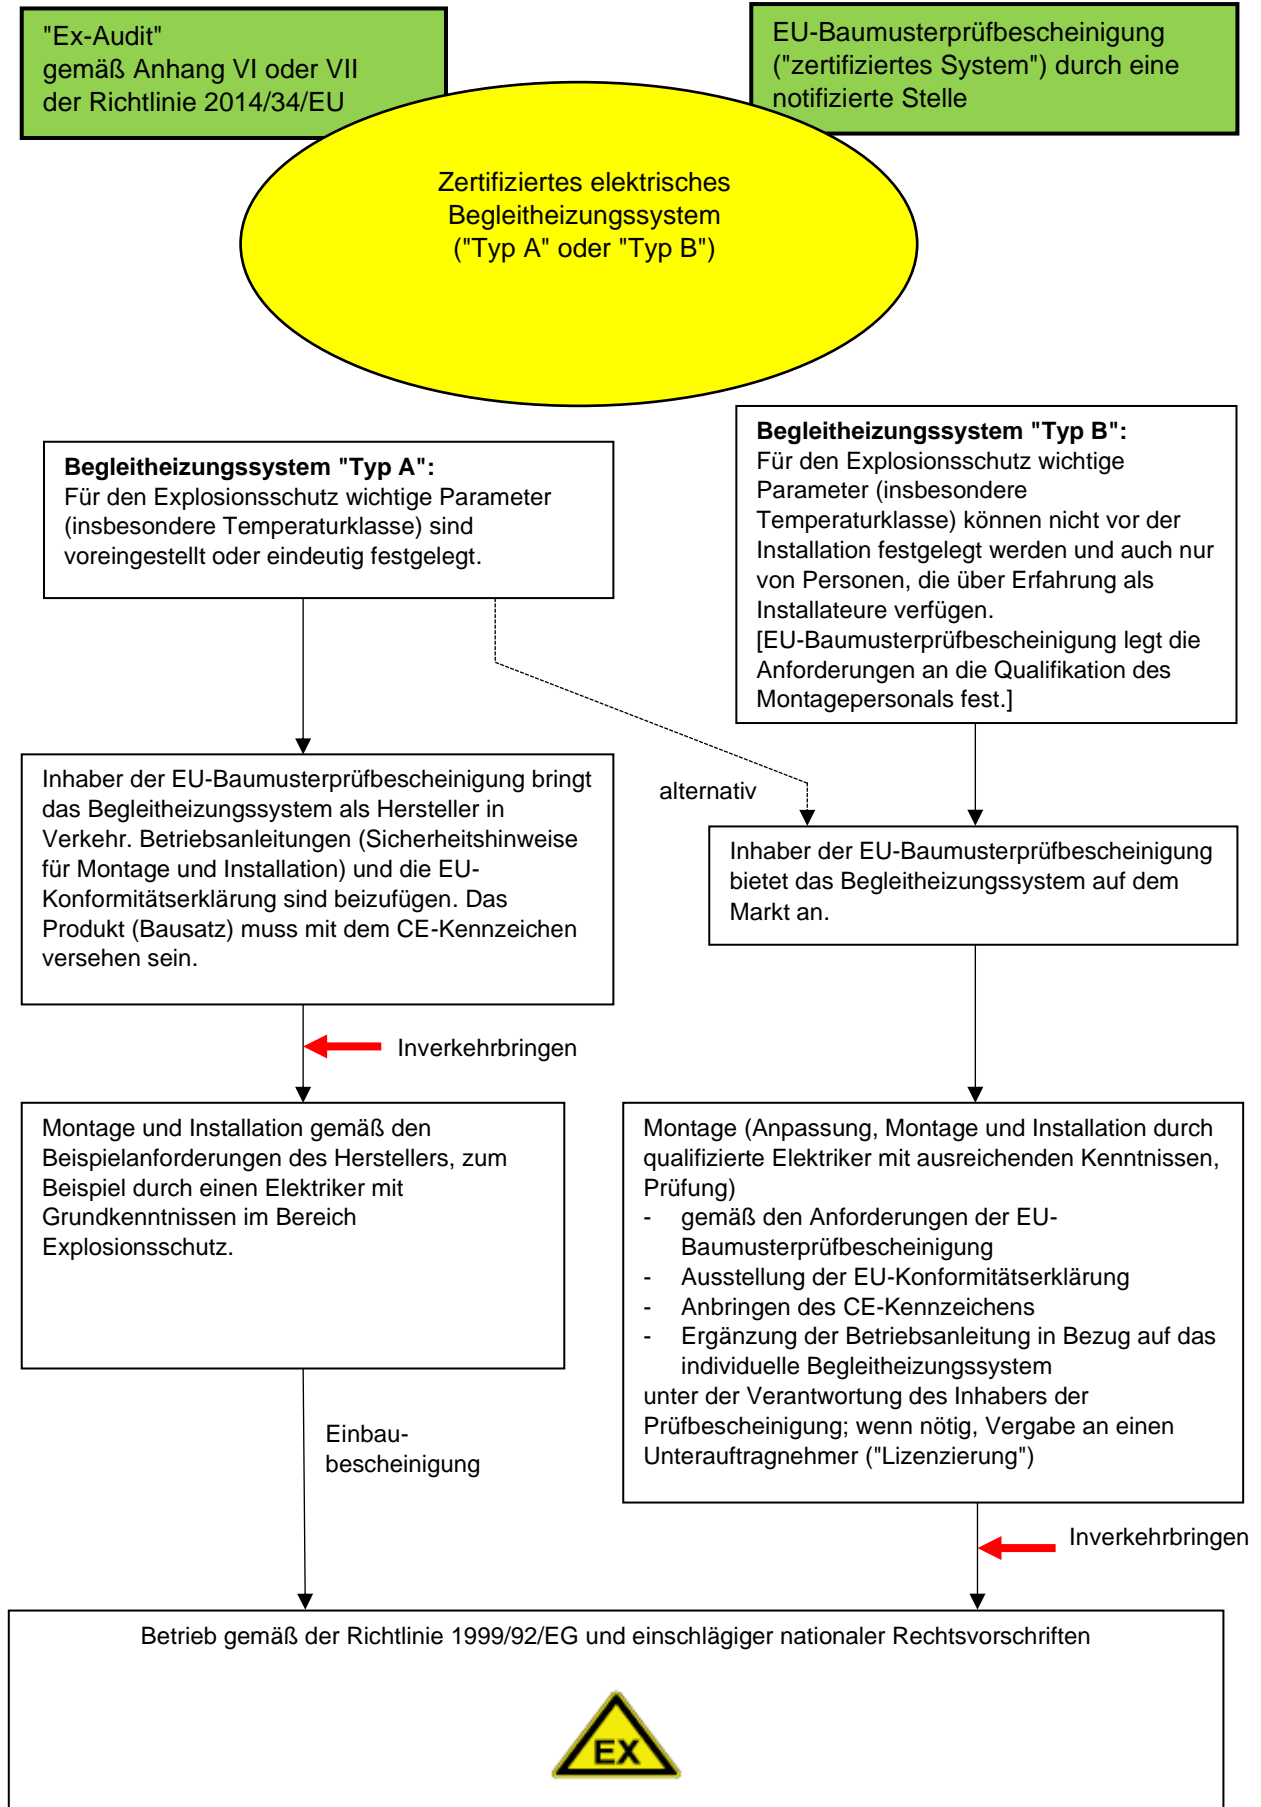 "Ex-Audit"
gemäß Anhang VI oder VII
der Richtlinie 2014/34/EU
EU-Baumusterprüfbescheinigung
("zertifiziertes System") durch eine
notifizierte Stelle
Zertifiziertes elektrisches
Begleitheizungssystem
("Typ A" oder "Typ B")
Begleitheizungssystem "Typ A":
Für den Explosionsschutz wichtige Parameter
(insbesondere Temperaturklasse) sind
voreingestellt oder eindeutig festgelegt.
Begleitheizungssystem "Typ B":
Für den Explosionsschutz wichtige
Parameter (insbesondere
Temperaturklasse) können nicht vor der
Installation festgelegt werden und auch nur
von Personen, die über Erfahrung als
Installateure verfügen.
[EU-Baumusterprüfbescheinigung legt die
Anforderungen an die Qualifikation des
Montagepersonals fest.]
Inhaber der EU-Baumusterprüfbescheinigung bringt
das Begleitheizungssystem als Hersteller in
Verkehr. Betriebsanleitungen (Sicherheitshinweise
für Montage und Installation) und die EU-
Konformitätserklärung sind beizufügen. Das
Produkt (Bausatz) muss mit dem CE-Kennzeichen
versehen sein.
alternativ
Inhaber der EU-Baumusterprüfbescheinigung
bietet das Begleitheizungssystem auf dem
Markt an.
Inverkehrbringen
Montage und Installation gemäß den
Beispielanforderungen des Herstellers, zum
Beispiel durch einen Elektriker mit
Grundkenntnissen im Bereich
Explosionsschutz.
Montage (Anpassung, Montage und Installation durch
qualifizierte Elektriker mit ausreichenden Kenntnissen,
Prüfung)
- gemäß den Anforderungen der EU-
Baumusterprüfbescheinigung
- Ausstellung der EU-Konformitätserklärung
- Anbringen des CE-Kennzeichens
- Ergänzung der Betriebsanleitung in Bezug auf das
individuelle Begleitheizungssystem
unter der Verantwortung des Inhabers der
Prüfbescheinigung; wenn nötig, Vergabe an einen
Unterauftragnehmer ("Lizenzierung")
Einbau-
bescheinigung
Inverkehrbringen
Betrieb gemäß der Richtlinie 1999/92/EG und einschlägiger nationaler Rechtsvorschriften
EX